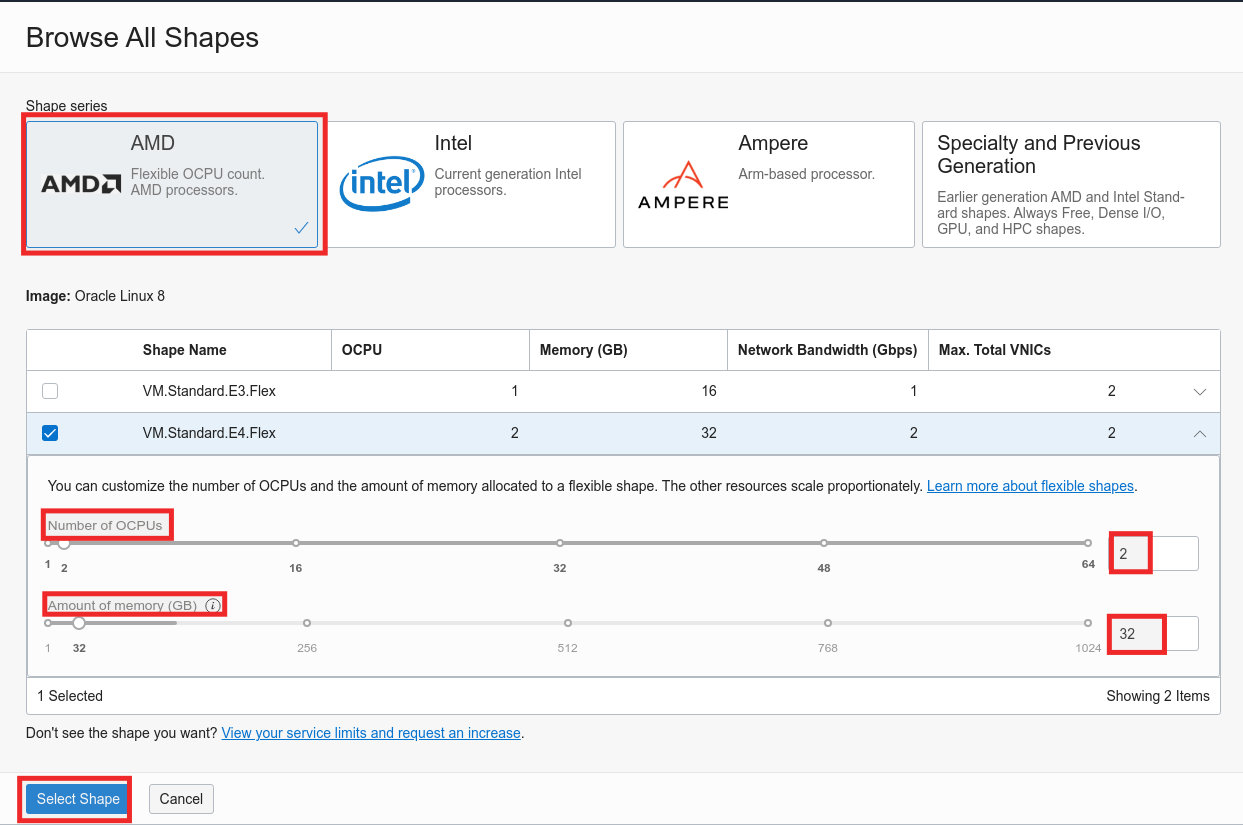 Browse All Shapes
Shape series
AMD
AMD
Flexible OCPU count.
AMD processors.
Intel
intel
Current generation Intel
processors.
Ampere
AMPERE
Arm-based processor.
Specialty and Previous
Generation
Earlier generation AMD and Intel Stand-
ard shapes. Always Free, Dense I/O,
GPU, and HPC shapes.
Image: Oracle Linux 8
Shape Name OCPU Memory (GB) Network Bandwidth (Gbps) Max. Total VNICs
VM.Standard.E3.Flex 1 16 1 2
VM.Standard.E4.Flex 2 32 2 2
You can customize the number of OCPUs and the amount of memory allocated to a flexible shape. The other resources scale proportionately. Learn more about flexible shapes.
Number of OCPUs
1 2 16 32 48 64
2
Amount of memory (GB) i
1 32 256 512 768 1024
32
1 Selected Showing 2 Items
Don't see the shape you want? View your service limits and request an increase.
Select Shape Cancel